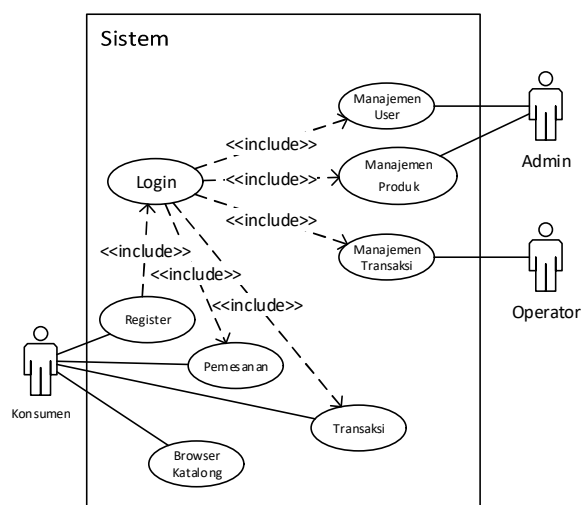 Sistem
Manajemen
User
Admin
<<include>>
Manajemen
Produk
<<include>>
Login
<<include>>
Manajemen
Transaksi
Operator
<<include>>
<<include>>
<<include>>
Register
Konsumen
Pemesanan
Transaksi
Browser
Katalong